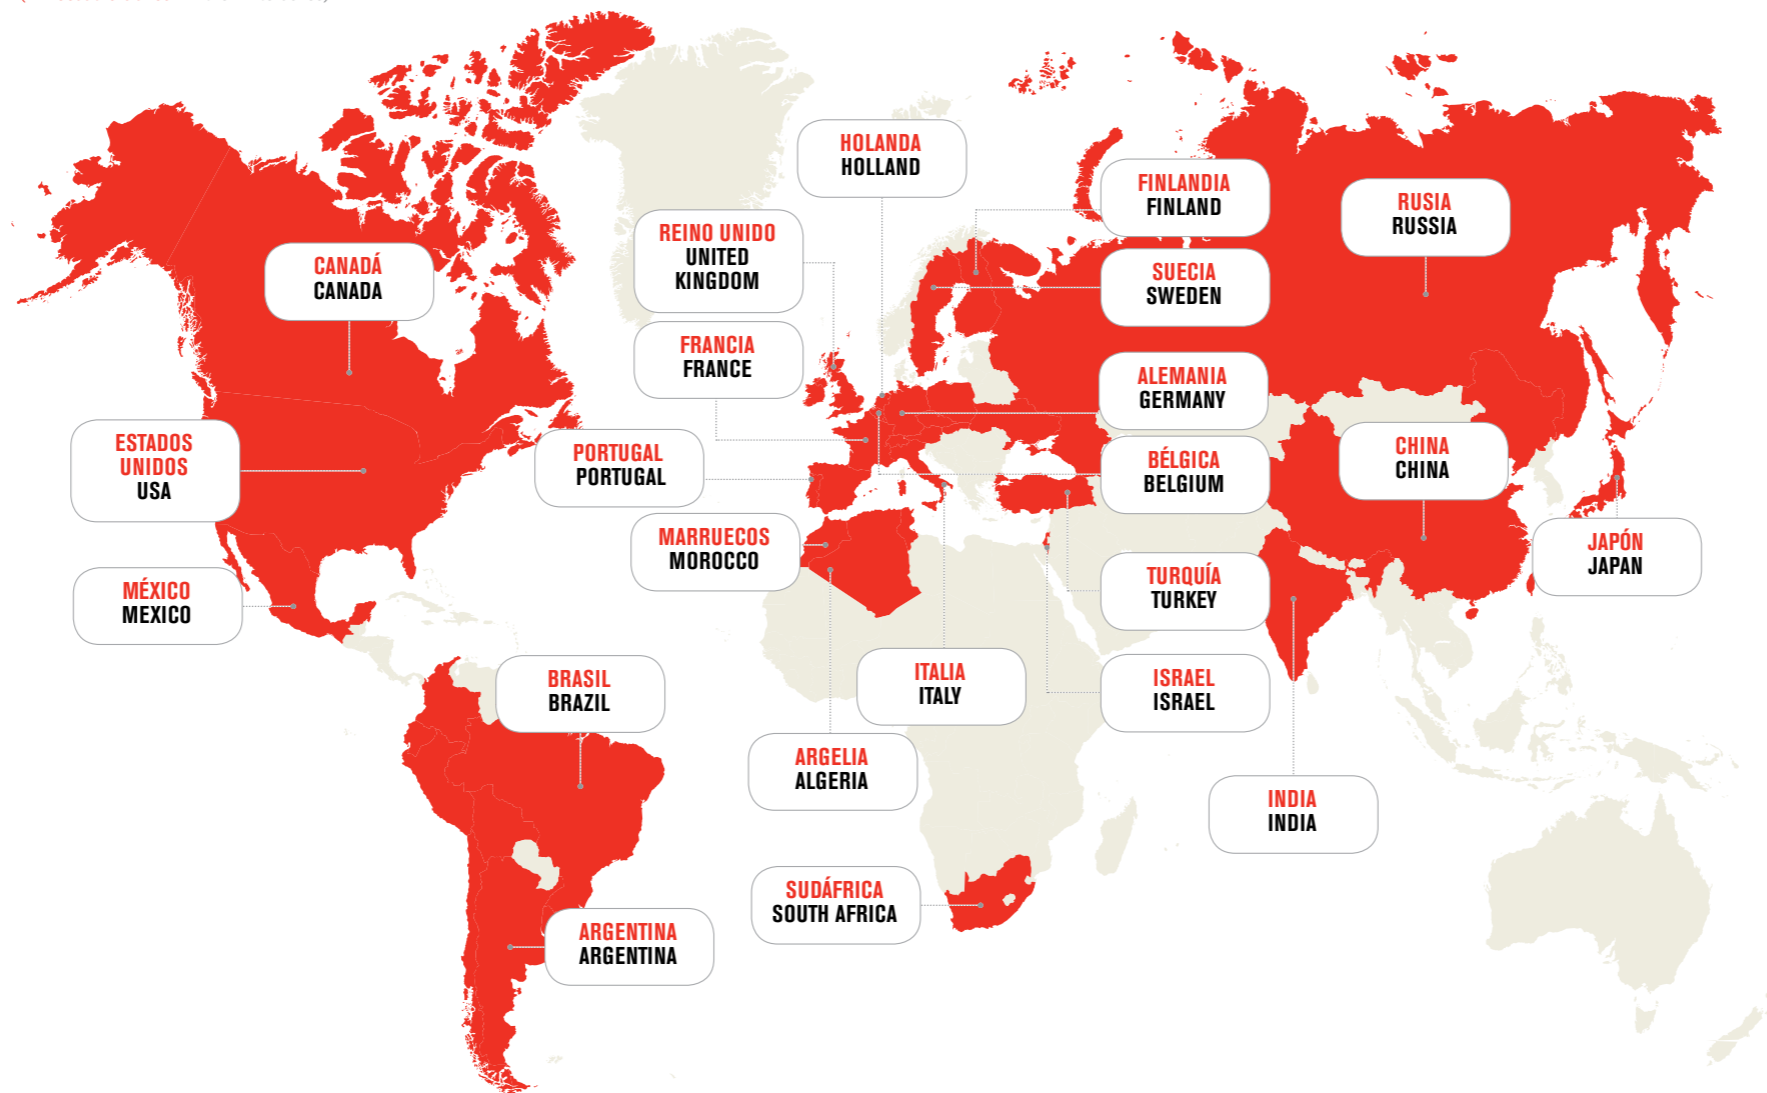 HOLANDA
HOLLAND
FINLANDIA
FINLAND
RUSIA
RUSSIA
REINO UNIDO
UNITED
KINGDOM
CANADÁ
CANADA
SUECIA
SWEDEN
FRANCIA
FRANCE
ALEMANIA
GERMANY
ESTADOS
UNIDOS
USA
PORTUGAL
PORTUGAL
BÉLGICA
BELGIUM
CHINA
CHINA
MARRUECOS
MOROCCO
JAPÓN
JAPAN
MÉXICO
MEXICO
TURQUÍA
TURKEY
BRASIL
BRAZIL
ITALIA
ITALY
ISRAEL
ISRAEL
ARGELIA
ALGERIA
INDIA
INDIA
SUDÁFRICA
SOUTH AFRICA
ARGENTINA
ARGENTINA